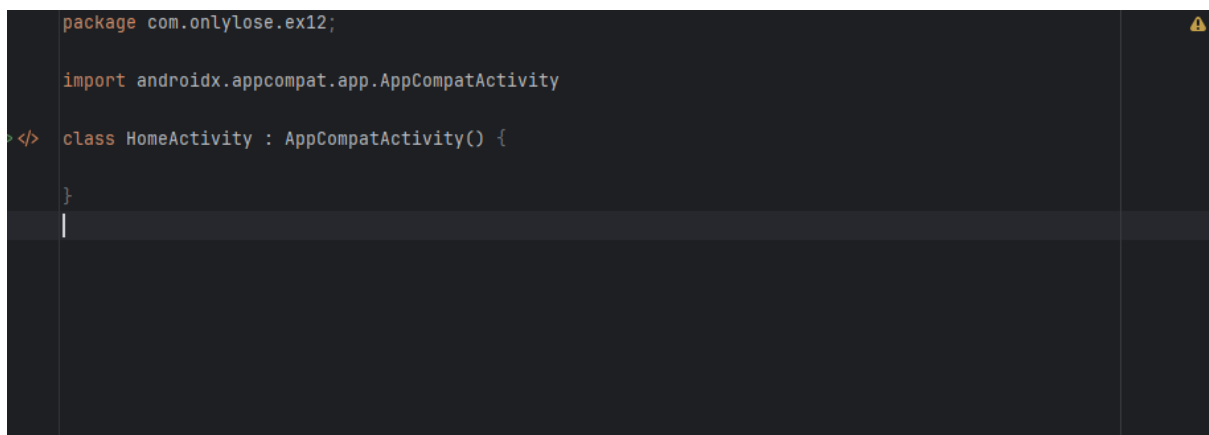 package com.onlylose.ex12;
import androidx.appcompat.app.AppCompatActivity
class HomeActivity : AppCompatActivity() {
}